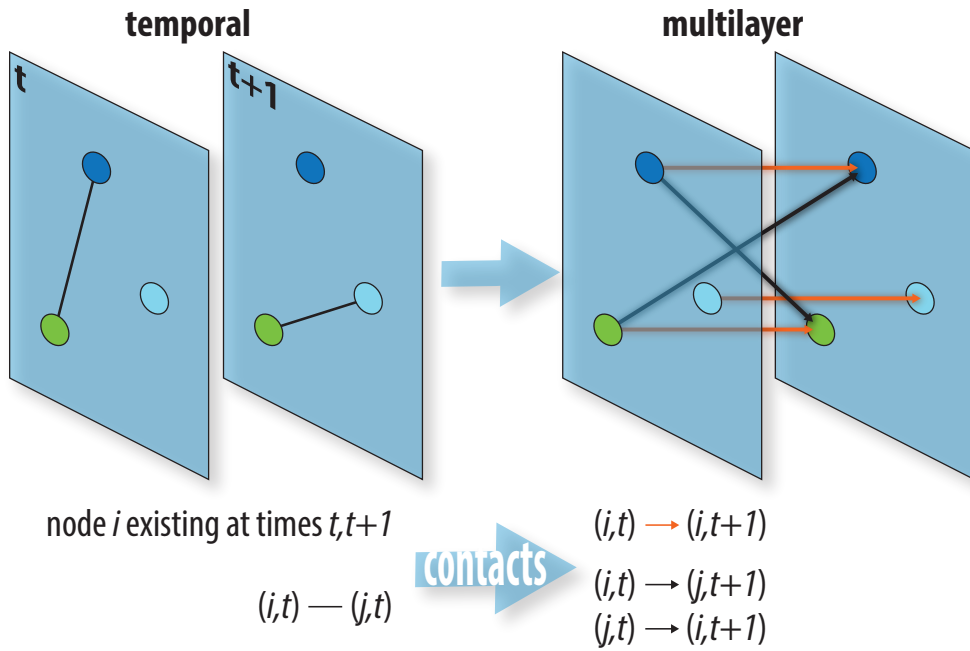 temporal
multilayer
t
t+1
node i existing at times t,t+1
(i,t) — (j,t)
contacts
(i,t) → (i,t+1)
(i,t) → (j,t+1)
(j,t) → (i,t+1)